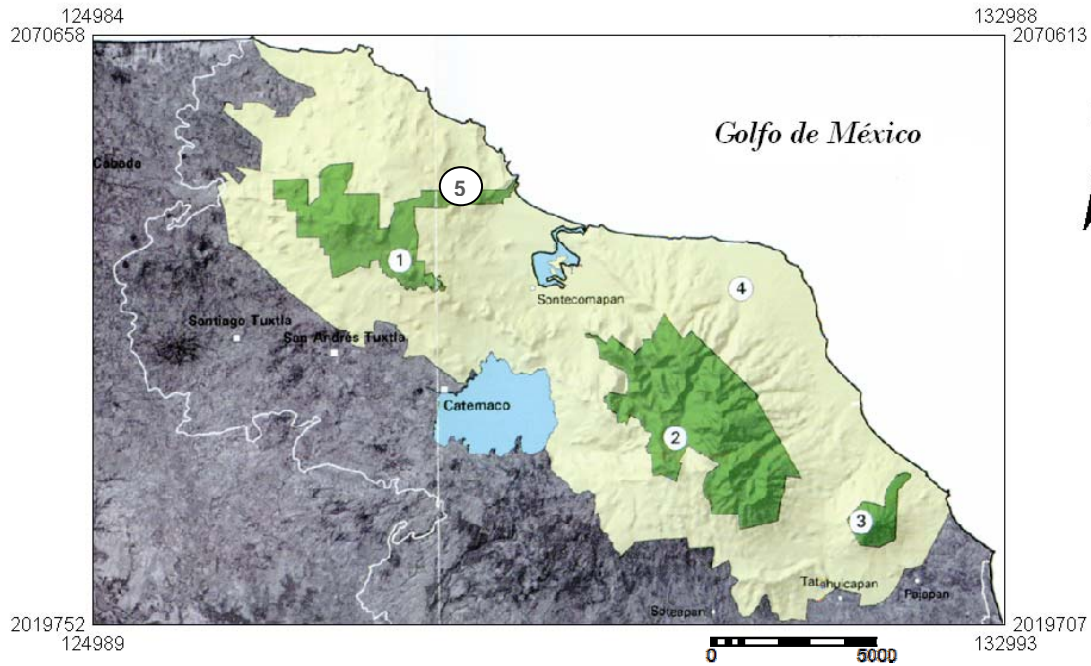 124984
132988
2070658
2070613
Golfo de México
Cabada
5
1
4
Sontecomapan
Santiago Tuxtla
San Andrés Tuxtla
Catemaco
2
3
Tatahuicapan
Pajapan
Soteapan
2019752
2019707
124989
132993
0
5000